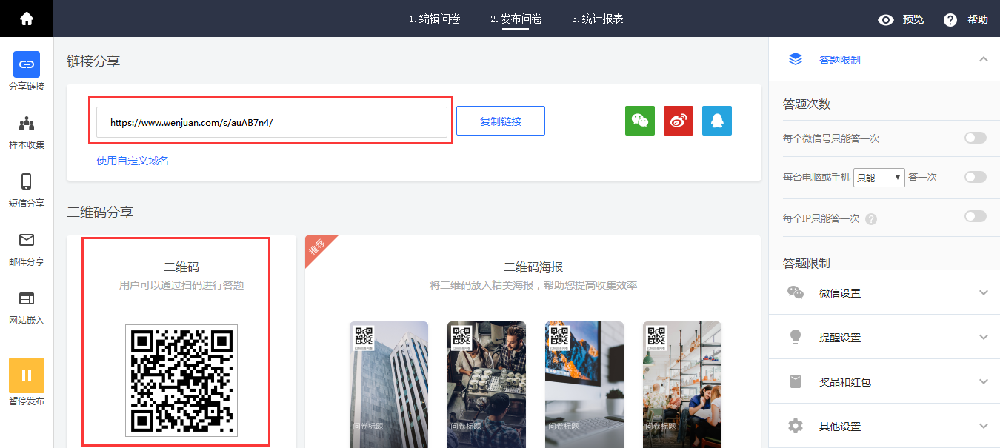 1.编辑问卷
2.发布问卷
3.统计报表
预览
帮助
分享链接
样本收集
短信分享
邮件分享
网站嵌入
暂停发布
链接分享
https://www.wenjuan.com/s/auAB7n4/
复制链接
使用自定义域名
二维码分享
二维码
用户可以通过扫码进行答题
推荐
二维码海报
将二维码放入精美海报，帮助您提高收集效率
问卷标题
问卷标题
问卷标题
问卷标题
答题限制
答题次数
每个微信号只能答一次
每台电脑或手机 只能 答一次
每个IP只能答一次
答题限制
微信设置
提醒设置
奖品和红包
其他设置